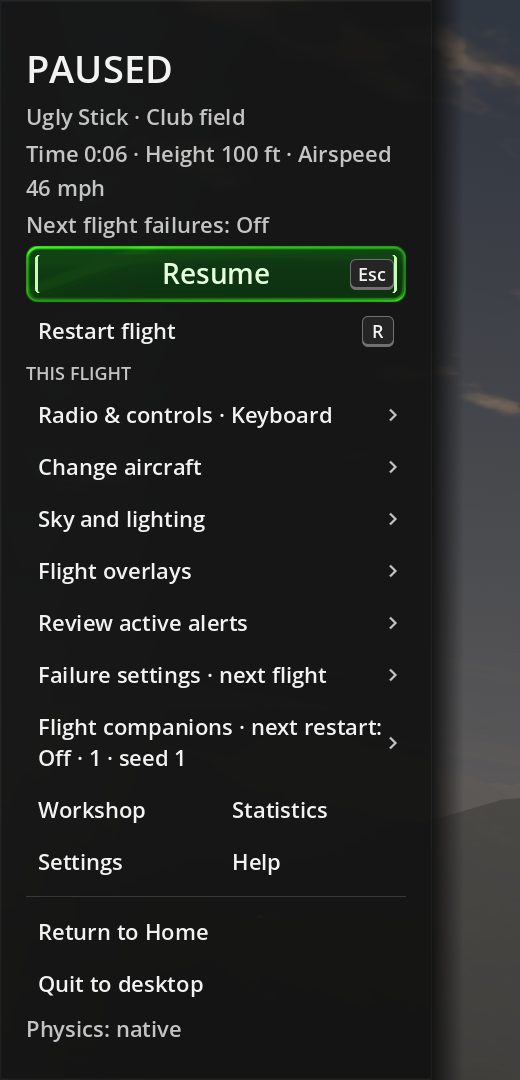 PAUSED
Ugly Stick · Club field
Time 0:06 · Height 100 ft · Airspeed
46 mph
Next flight failures: Off
Resume Esc
Restart flight R
THIS FLIGHT
Radio & controls · Keyboard
Change aircraft
Sky and lighting
Flight overlays
Review active alerts
Failure settings · next flight
Flight companions · next restart:
Off · 1 · seed 1
Workshop Statistics
Settings Help
Return to Home
Quit to desktop
Physics: native